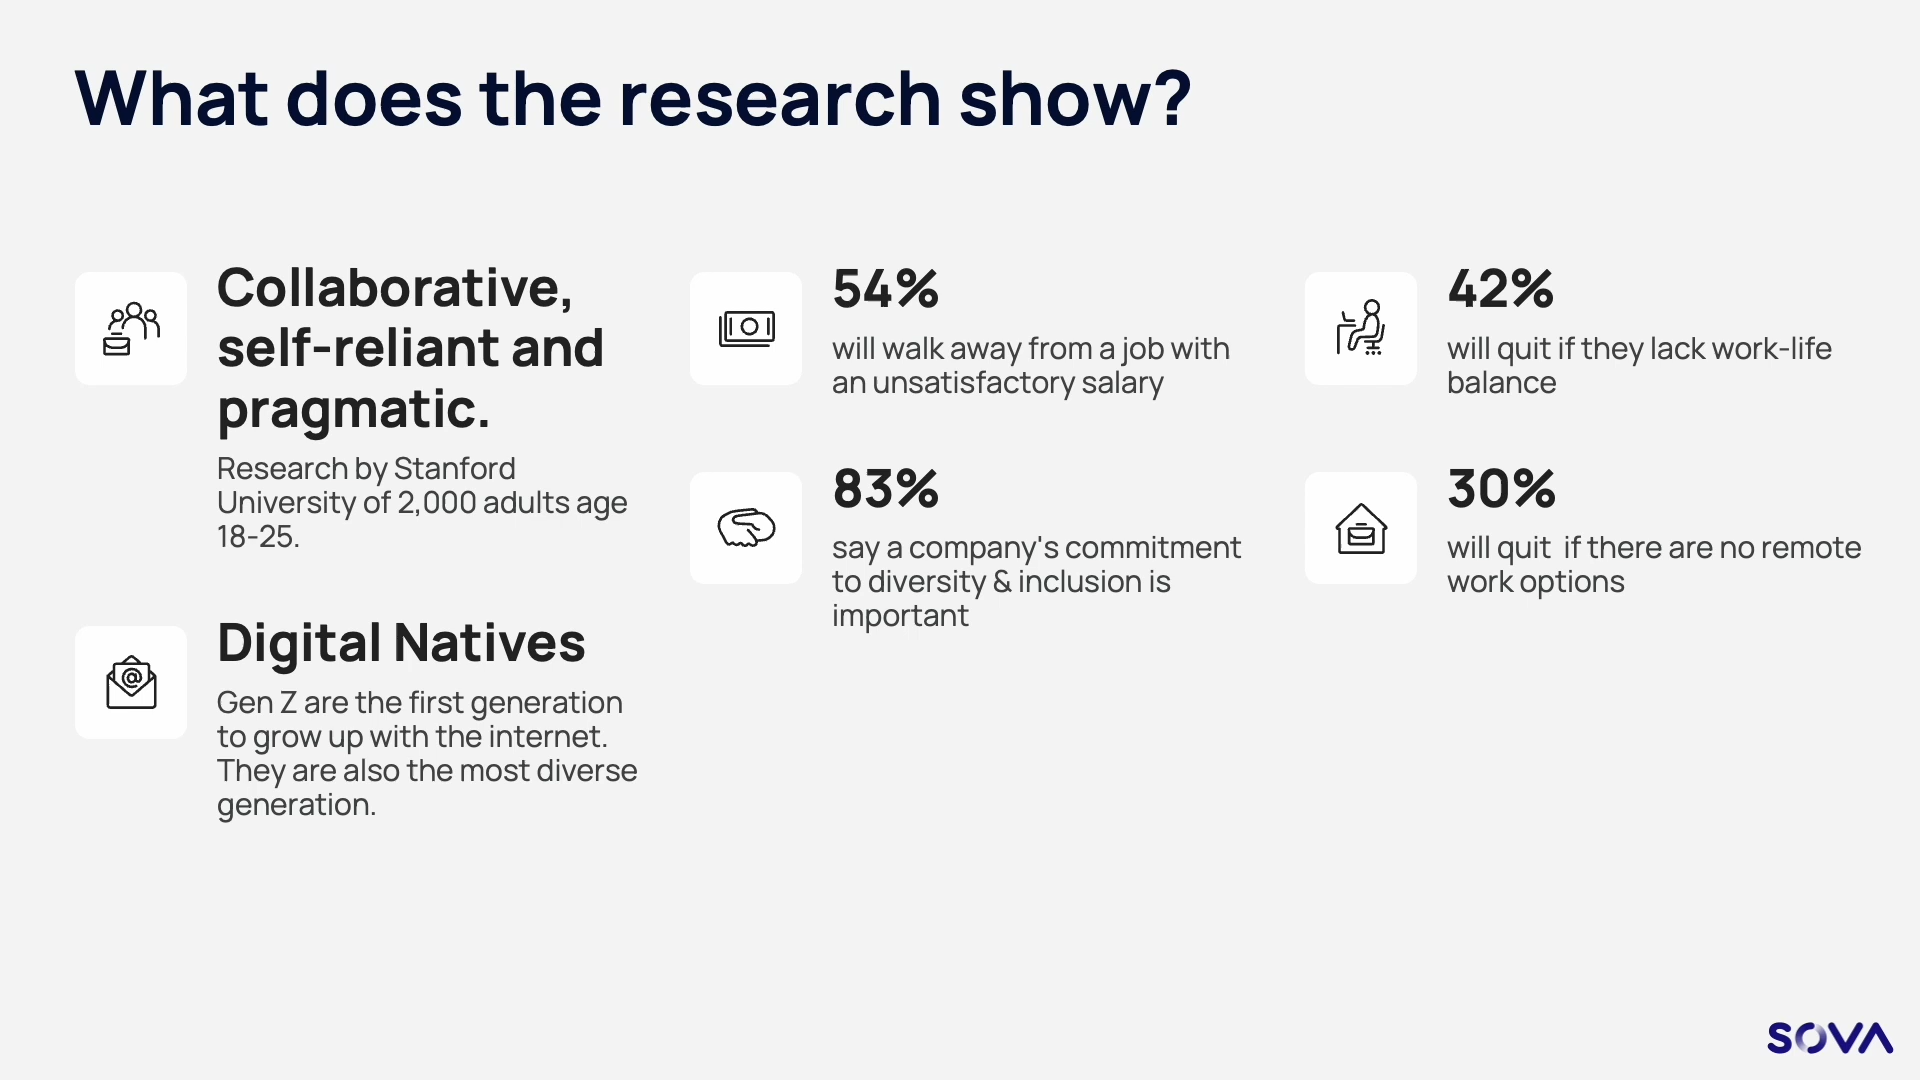 What does the research show?
Collaborative,
self-reliant and
pragmatic.
Research by Stanford
University of 2,000 adults age
18-25.
Digital Natives
Gen Z are the first generation
to grow up with the internet.
They are also the most diverse
generation.
54%
will walk away from a job with
an unsatisfactory salary
83%
say a company's commitment
to diversity & inclusion is
important
42%
will quit if they lack work-life
balance
30%
will quit  if there are no remote
work options
SOVA